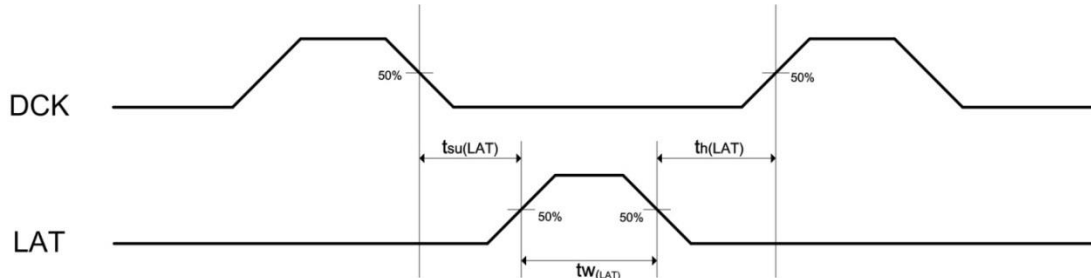 50%
50%
DCK
tsu(LAT)
th(LAT)
50%
50%
LAT
tw(LAT)